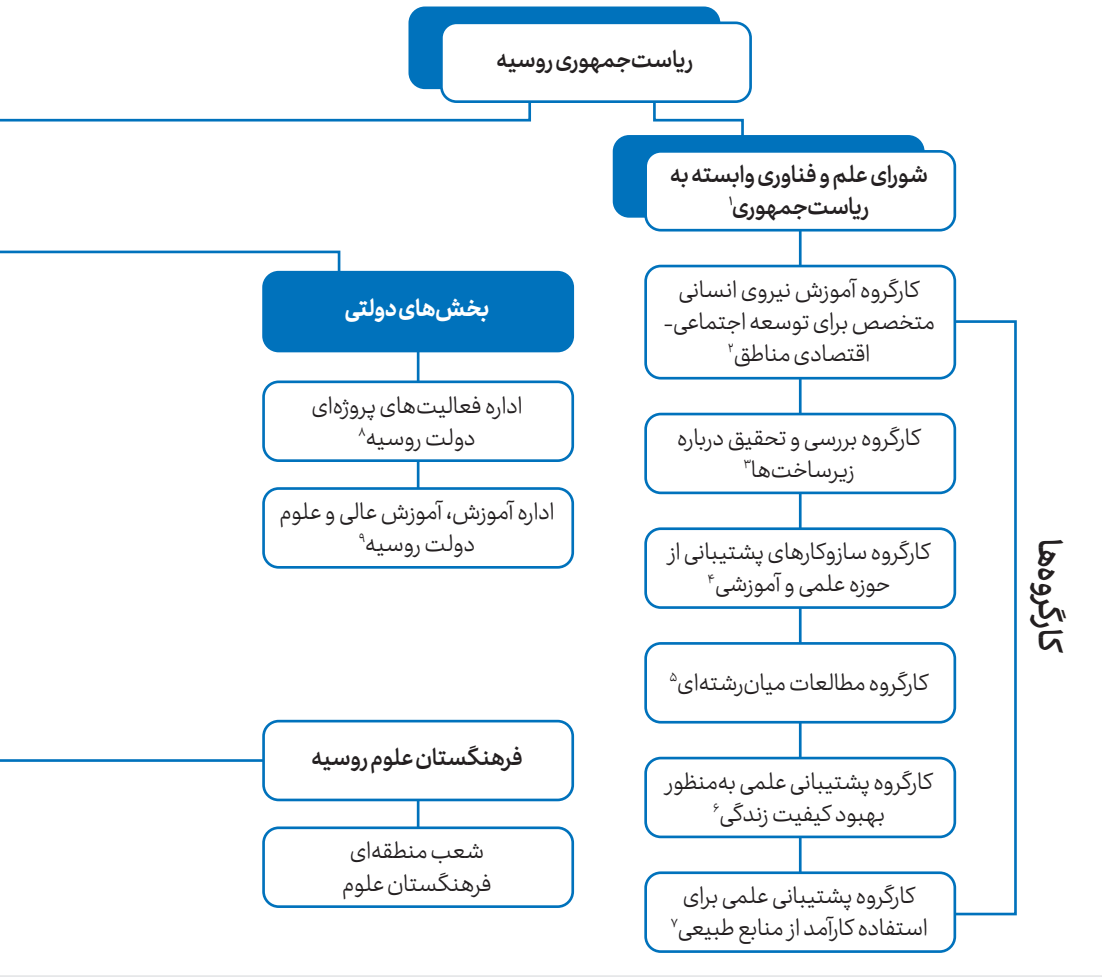 ریاست‌جمهوری روسیه
شورای علم و فناوری وابسته به
ریاست‌جمهوری۱
کارگروه آموزش نیروی انسانی
متخصص برای توسعه اجتماعی-
اقتصادی مناطق۲
کارگروه بررسی و تحقیق درباره
زیرساخت‌ها۳
کارگروه سازوکارهای پشتیبانی از
حوزه علمی و آموزشی۴
کارگروه مطالعات میان‌رشته‌ای۵
کارگروه پشتیبانی علمی به‌منظور
بهبود کیفیت زندگی۶
کارگروه پشتیبانی علمی برای
استفاده کارآمد از منابع طبیعی۷
کارگروه‌ها
بخش‌های دولتی
اداره فعالیت‌های پروژه‌ای
دولت روسیه۸
اداره آموزش، آموزش عالی و علوم
دولت روسیه۹
فرهنگستان علوم روسیه
شعب منطقه‌ای
فرهنگستان علوم